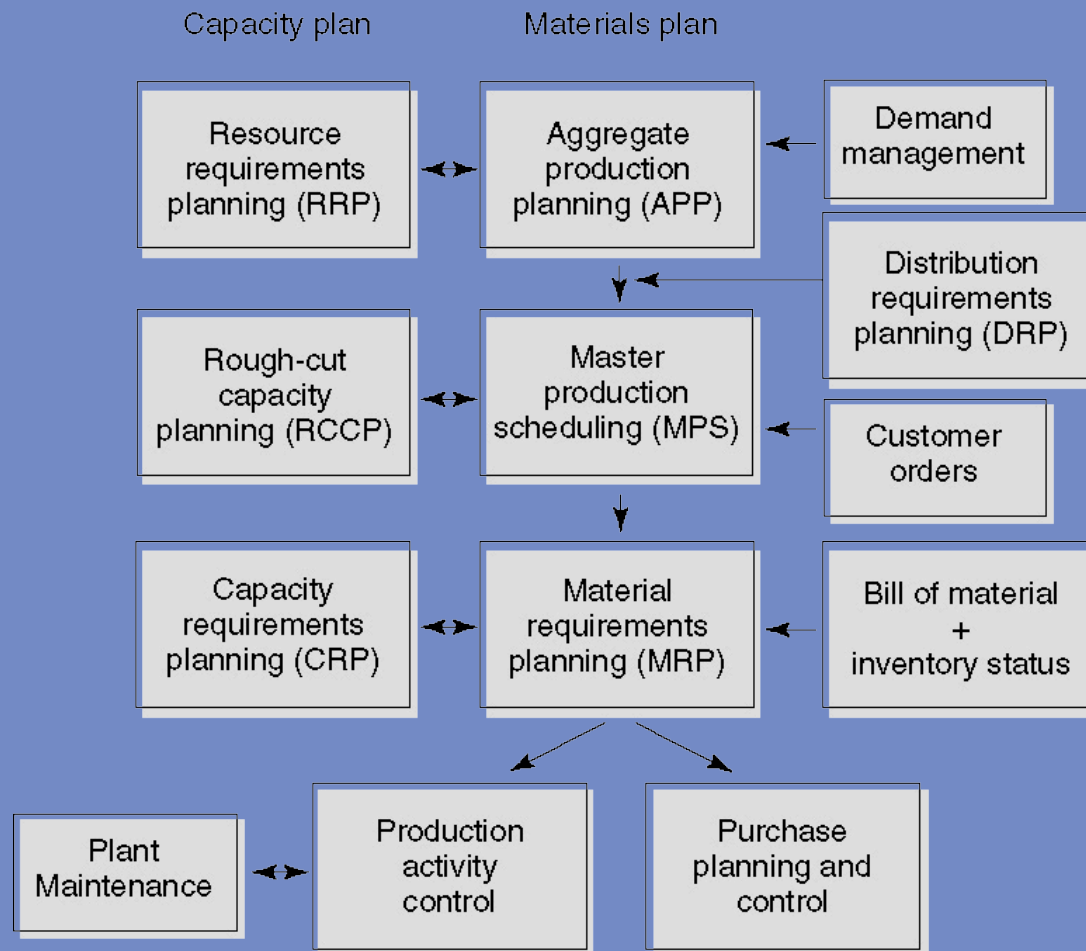 Capacity plan
Materials plan
Resource
requirements
planning (RRP)
Aggregate
production
planning (APP)
Demand
management
Distribution
requirements
planning (DRP)
Rough-cut
capacity
planning (RCCP)
Master
production
scheduling (MPS)
Customer
orders
Capacity
requirements
planning (CRP)
Material
requirements
planning (MRP)
Bill of material
+
inventory status
Plant
Maintenance
Production
activity
control
Purchase
planning and
control